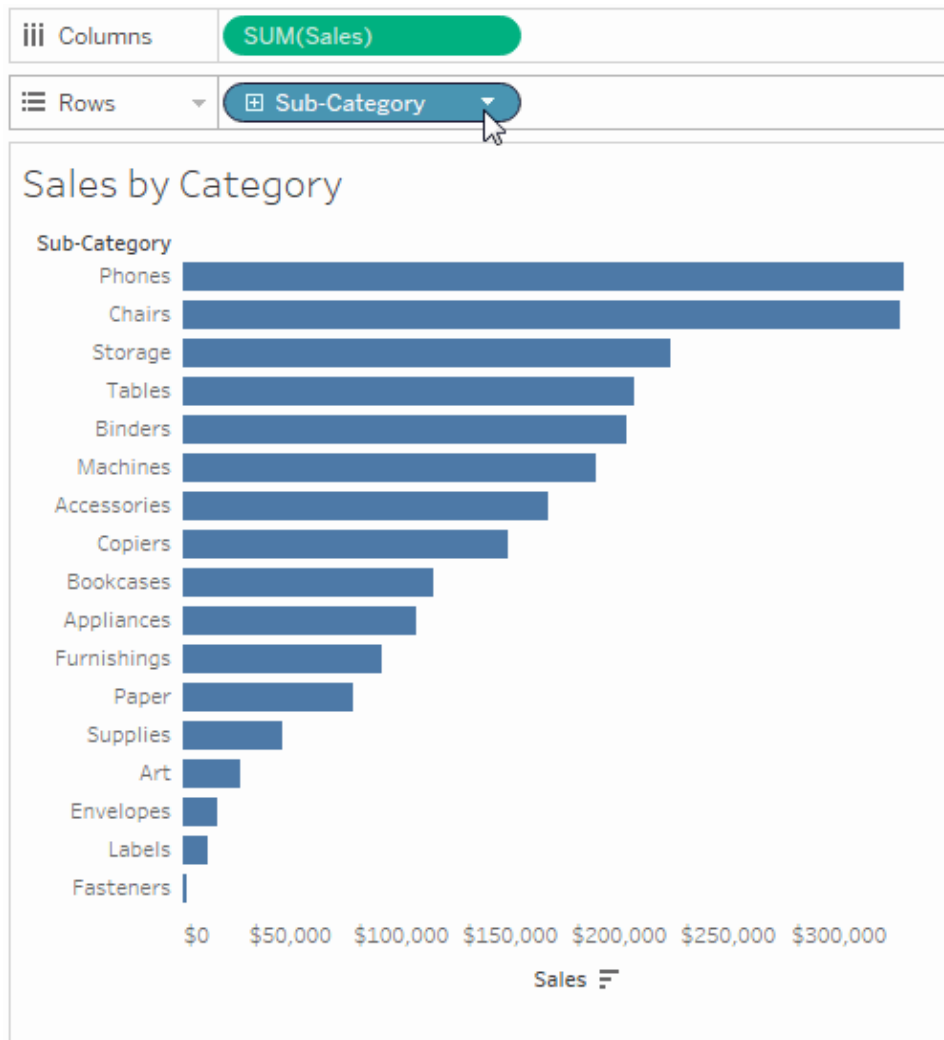 Columns SUM(Sales)
Rows Sub-Category
Sales by Category
Sub-Category
Phones
Chairs
Storage
Tables
Binders
Machines
Accessories
Copiers
Bookcases
Appliances
Furnishings
Paper
Supplies
Art
Envelopes
Labels
Fasteners
$0 $50,000 $100,000 $150,000 $200,000 $250,000 $300,000
Sales